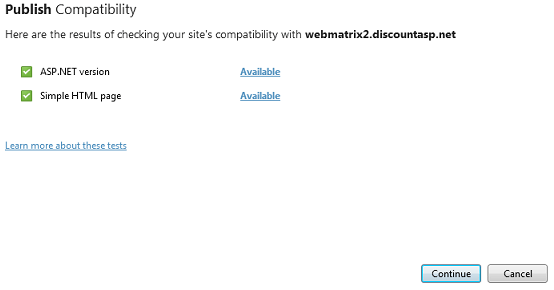 Publish Compatibility
Here are the results of checking your site's compatibility with webmatrix2.discountasp.net
ASP.NET version Available
Simple HTML page Available
Learn more about these tests
Continue Cancel